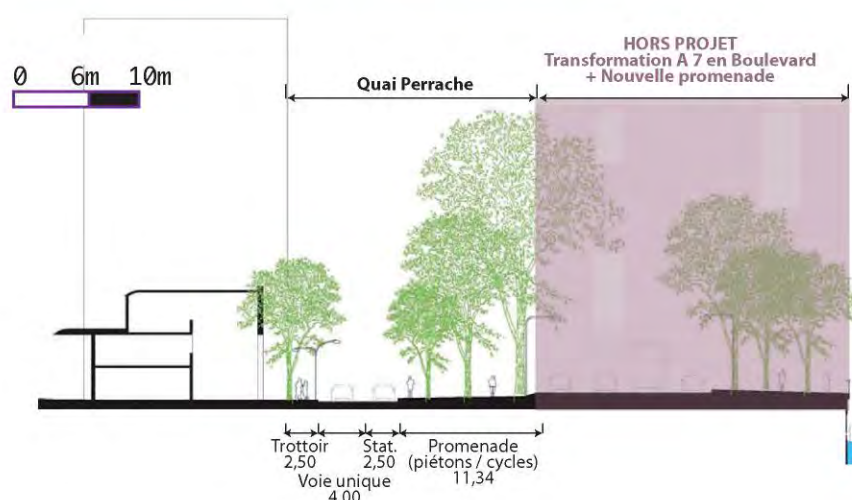 HORS PROJET
Transformation A 7 en Boulevard
+ Nouvelle promenade
0 6m 10m
Quai Perrache
Trottoir
2,50
Voie unique
4,00
Stat.
2,50
Promenade
(piétons / cycles)
11,34